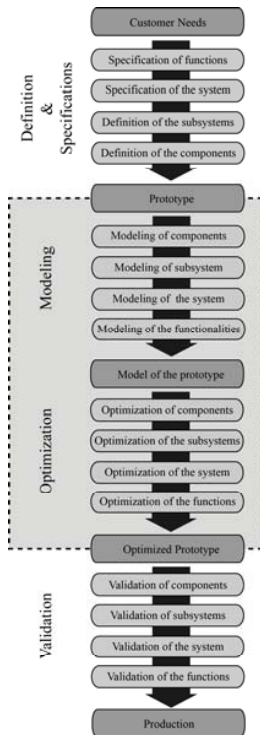 Customer Needs
Definition
&
Specifications
Specification of functions
Specification of the system
Definition of the subsystems
Definition of the components
Prototype
Modeling
Modeling of components
Modeling of subsystem
Modeling of the system
Modeling of the functionalities
Model of the prototype
Optimization
Optimization of components
Optimization of the subsystems
Optimization of the system
Optimization of the functions
Optimized Prototype
Validation
Validation of components
Validation of subsystems
Validation of the system
Validation of the functions
Production